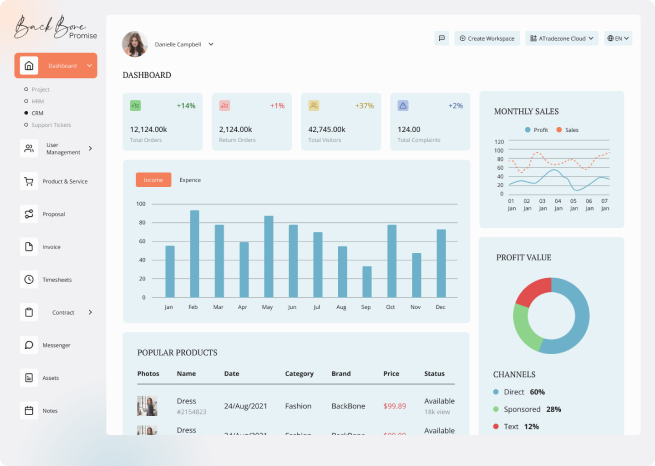 Back Bone
Promise
Danielle Campbell
Create Workspace
ATradezone Cloud
EN
Dashboard
Project
HRM
CRM
Support Tickets
User
Management
Product & Service
Proposal
Invoice
Timesheets
Contract
Messenger
Assets
Notes
DASHBOARD
+14%
12,124.00k
Total Orders
+1%
2,124.00k
Return Orders
+37%
42,745.00k
Total Visitors
+2%
124.00
Total Complaints
Income
Expence
100
80
60
40
20
0
Jan Feb Mar Apr May Jun Jul Aug Sep Oct Nov Dec
POPULAR PRODUCTS
Photos Name Date Category Brand Price Status
Dress
#2154823
24/Aug/2021
Fashion
BackBone
$99.89
Available
18k view
Dress
24/Aug/2021
Fashion
BackBone
Available
MONTHLY SALES
Profit Sales
120
100
80
60
40
20
0
01 02 03 04 05 06 07
Jan Jan Jan Jan Jan Jan Jan
PROFIT VALUE
CHANNELS
Direct 60%
Sponsored 28%
Text 12%